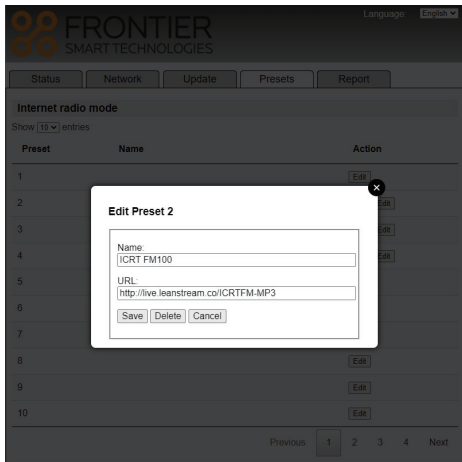 Language: English
FRONTIER
SMART TECHNOLOGIES
Status Network Update Presets Report
Internet radio mode
Show 10 entries
Preset Name Action
1 Edit
2 Edit
3 Edit
4 Edit
5
6
7
8 Edit
9 Edit
10 Edit
Edit Preset 2
Name:
ICRT FM100
URL:
http://live.leanstream.co/ICRTFM-MP3
Save Delete Cancel
Previous 1 2 3 4 Next